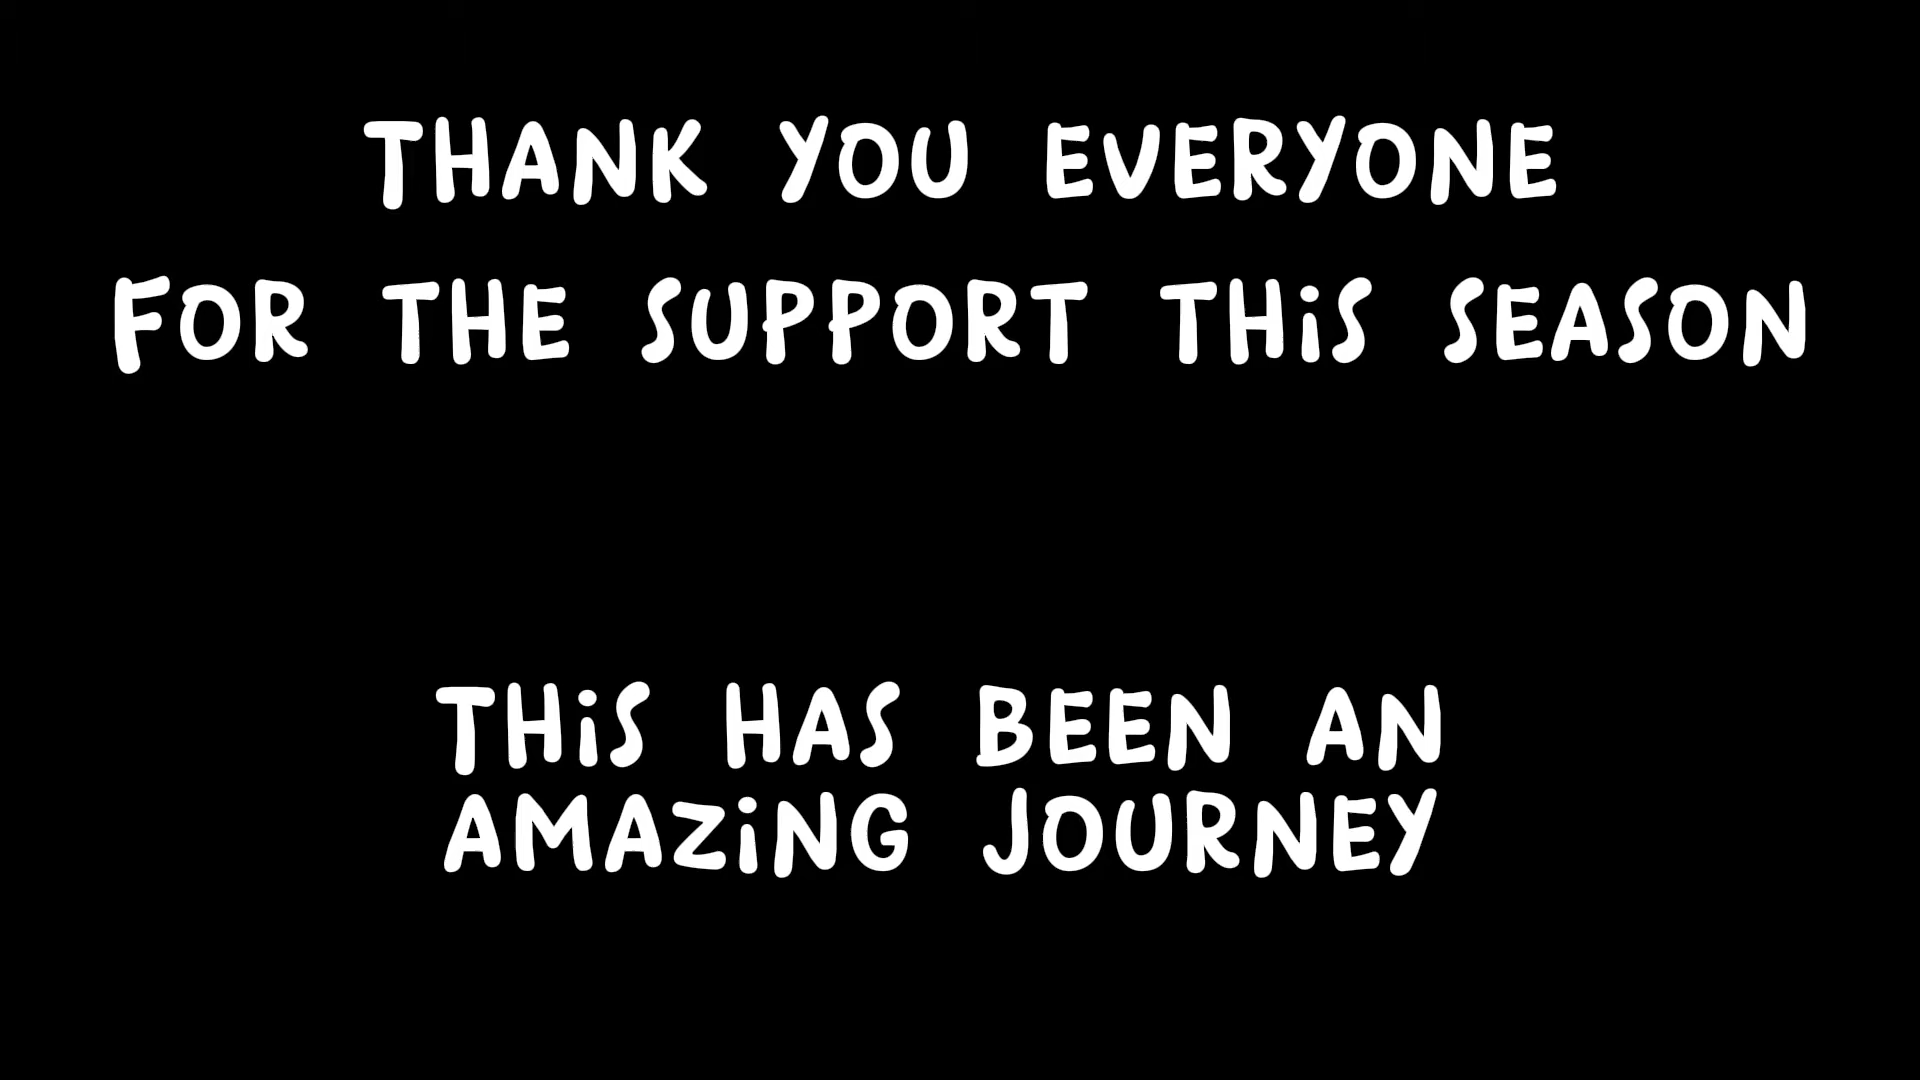 THANK YOU EVERYONE
FOR THE SUPPORT THiS SEASON
THiS HAS BEEN AN
AMAZiNG JOURNEY